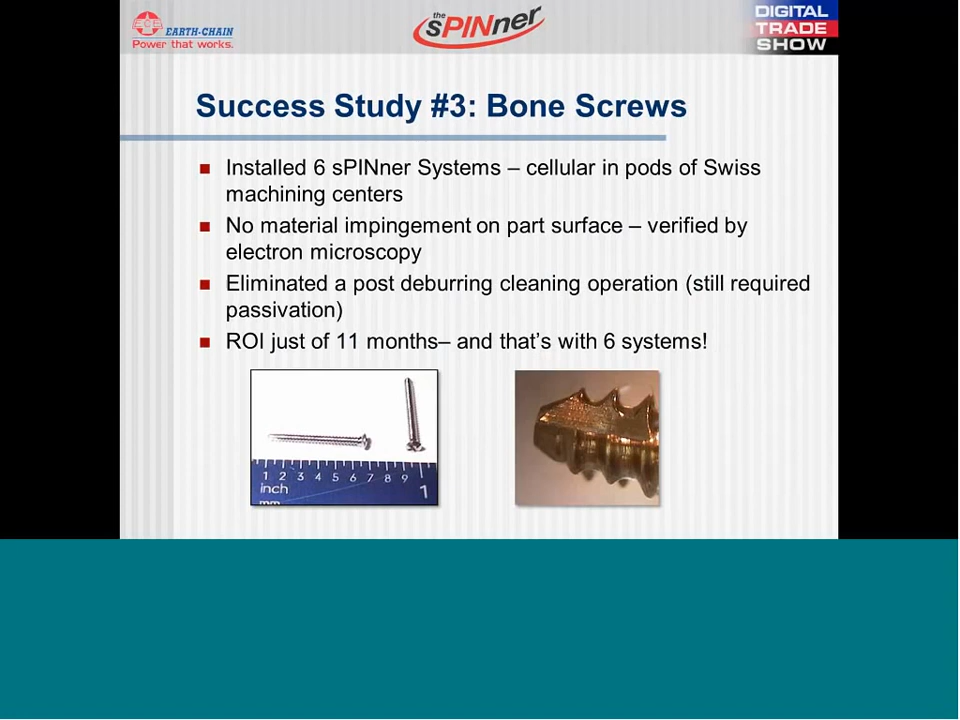 ECE EARTH-CHAIN
Power that works.
the sPINner
DIGITAL
TRADE
SHOW
Success Study #3: Bone Screws
Installed 6 sPINner Systems – cellular in pods of Swiss
machining centers
No material impingement on part surface – verified by
electron microscopy
Eliminated a post deburring cleaning operation (still required
passivation)
ROI just of 11 months– and that's with 6 systems!
1 2 3 4 5 6 7 8 9
inch 1
mm